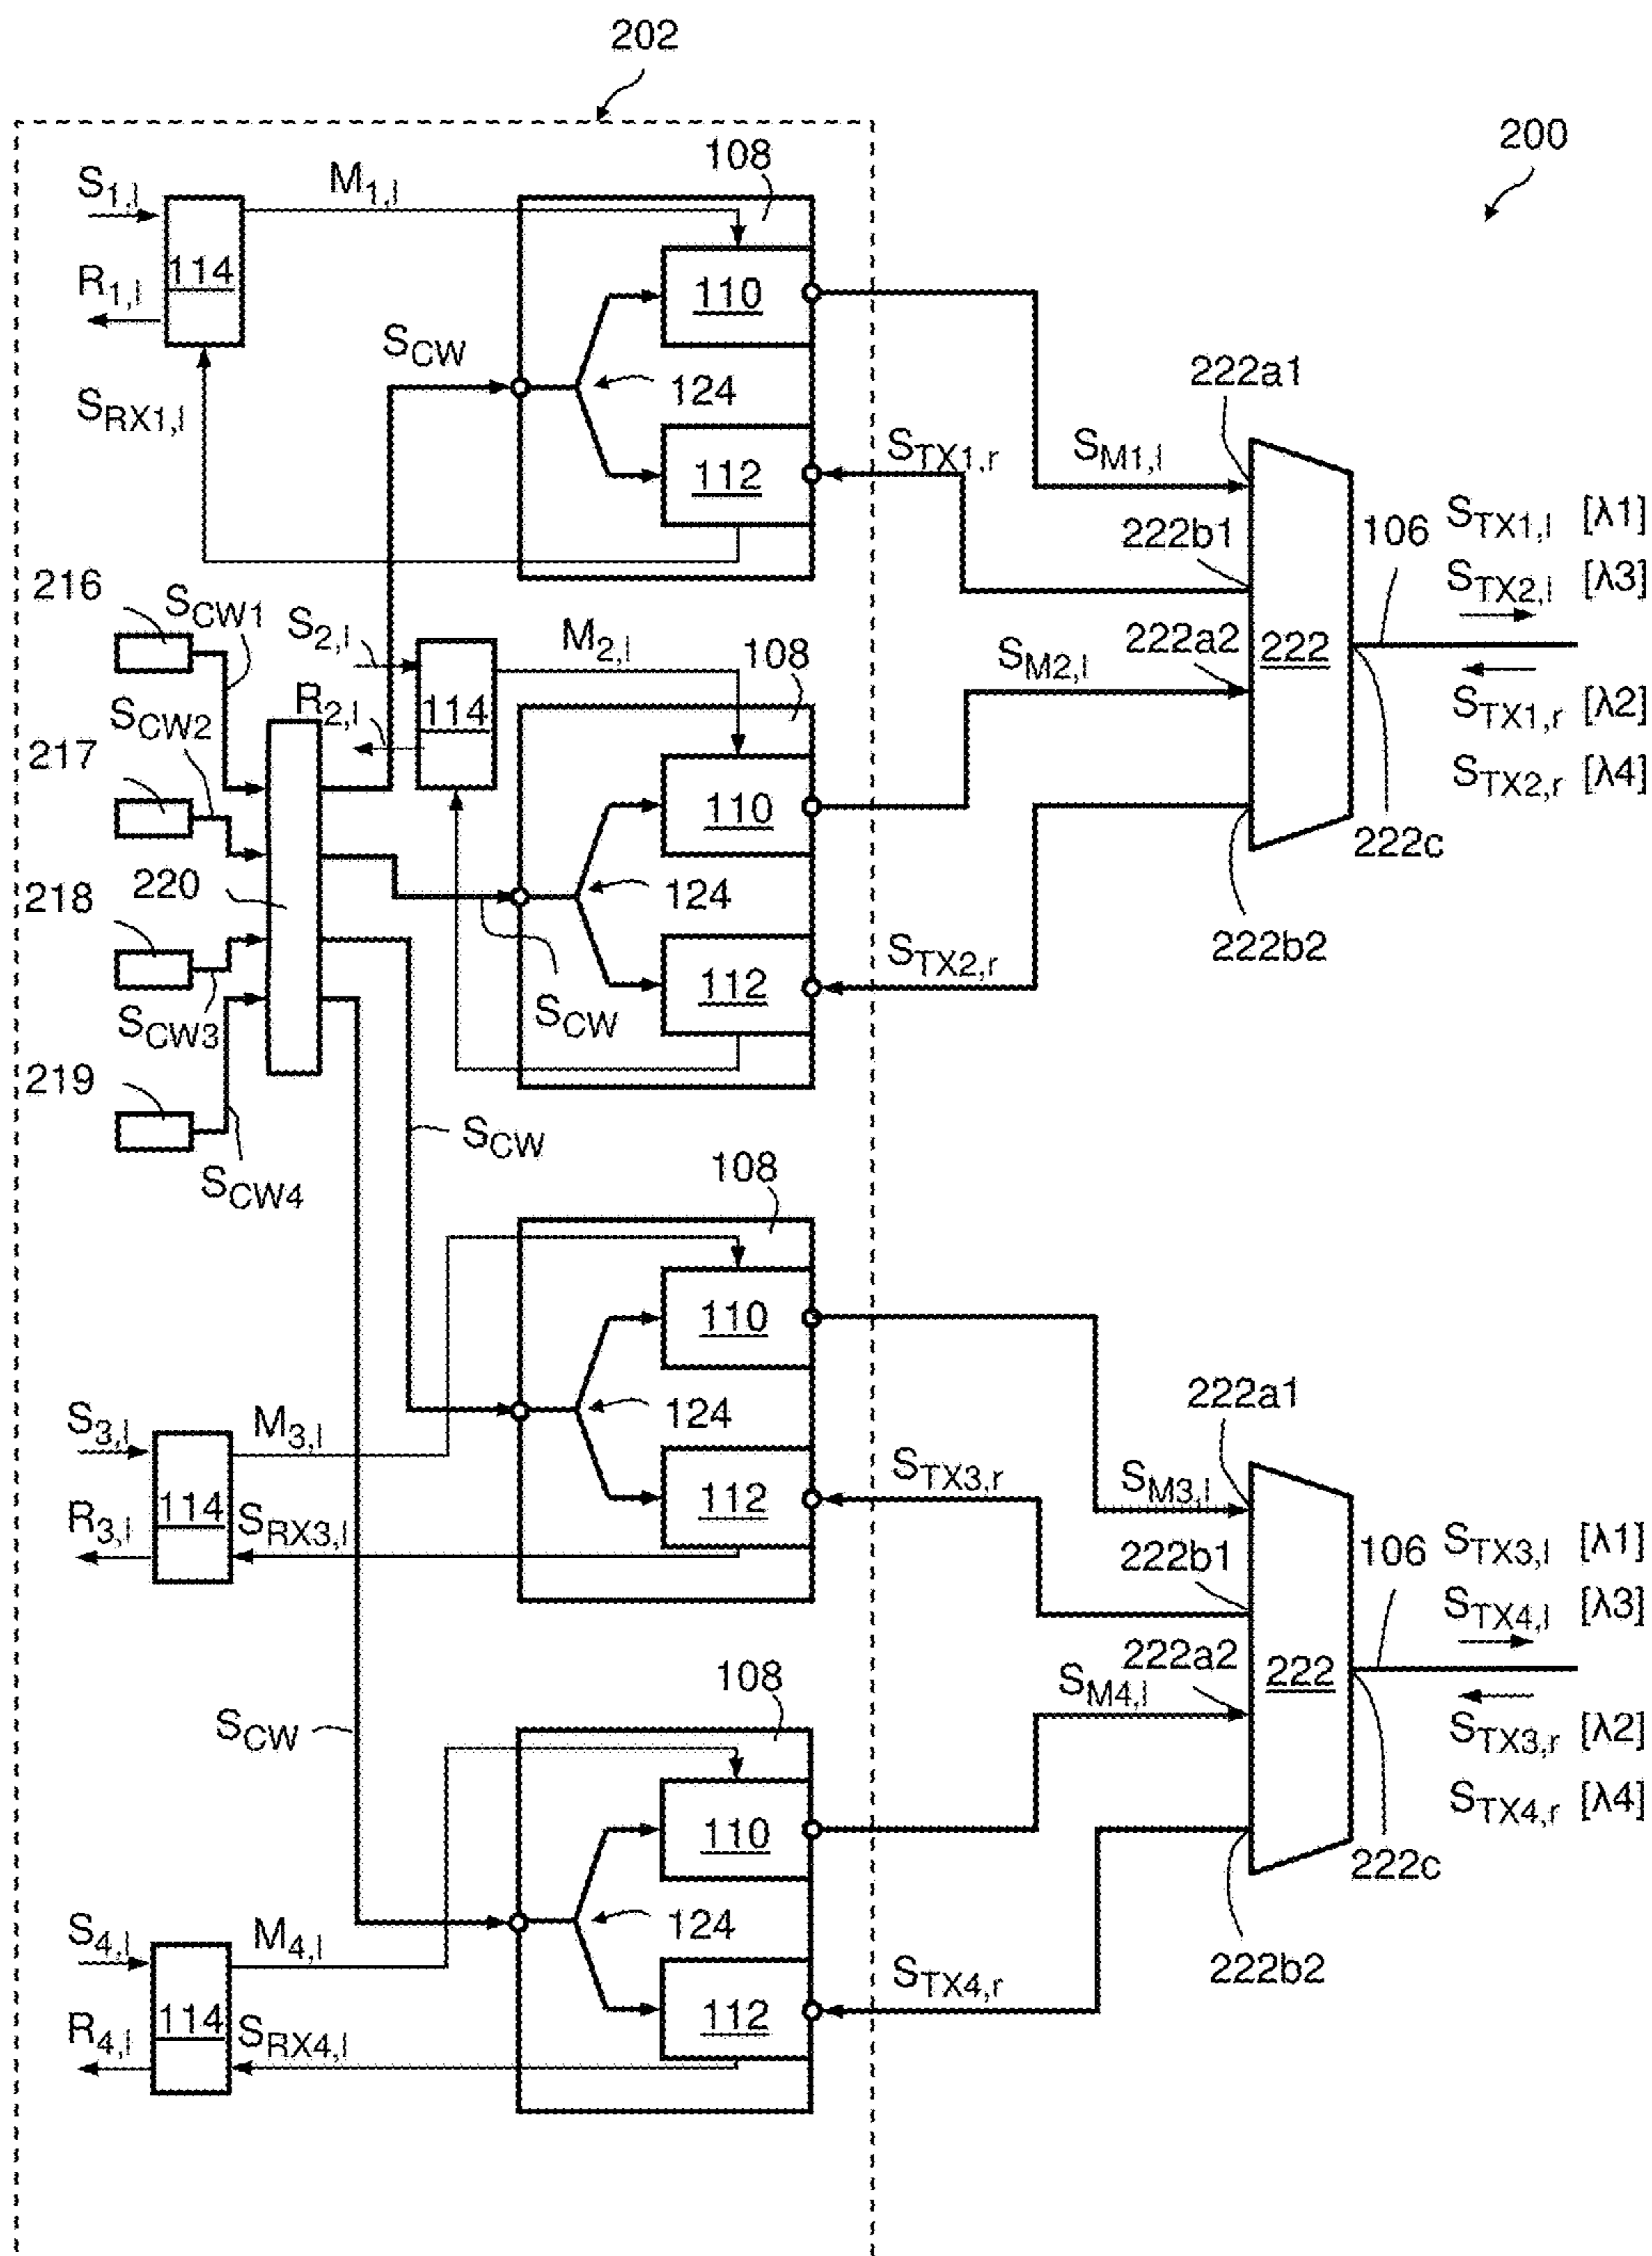 202
200
108
S1,l
M1,l
114
R1,l
110
SCW
124
222a1
SRX1,l
STX1,r
SM1,l
112
222b1
106
STX1,l [λ1]
STX2,l [λ3]
216
SCW1
S2,l
M2,l
108
222a2
222
SM2,l
R2,l
114
STX1,r [λ2]
SCW2
217
STX2,r [λ4]
110
222c
218
220
124
222b2
STX2,r
112
SCW3
SCW
219
SCW
SCW4
108
110
222a1
S3,l
M3,l
124
STX3,r
SM3,l
R3,l
114
SRX3,l
112
222b1
106
STX3,l [λ1]
STX4,l [λ3]
222a2
222
108
SM4,l
SCW
STX3,r [λ2]
STX4,r [λ4]
110
222c
S4,l
M4,l
124
222b2
STX4,r
R4,l
114
SRX4,l
112